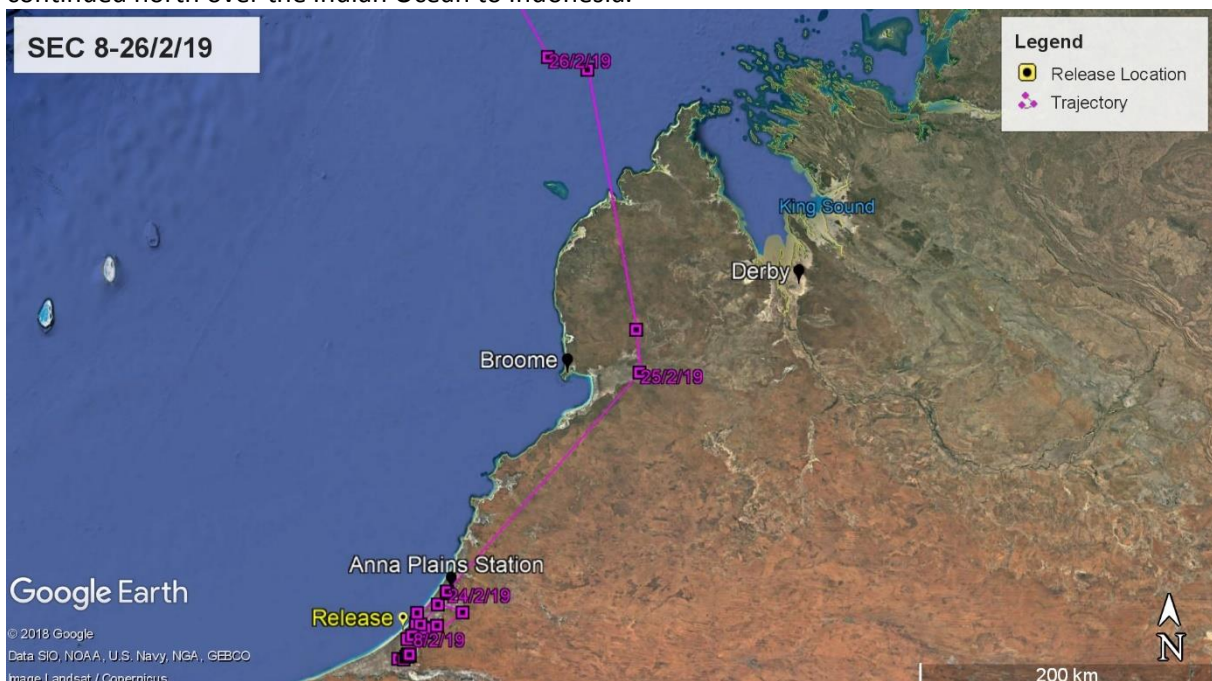 continued north over the Indian Ocean to Indonesia.
SEC 8-26/2/19
Legend
Release Location
Trajectory
26/2/19
King Sound
Derby
Broome
25/2/19
Anna Plains Station
24/2/19
Release
8/2/19
Google Earth
© 2018 Google
Data SIO, NOAA, U.S. Navy, NGA, GEBCO
Image Landsat / Copernicus
N
200 km